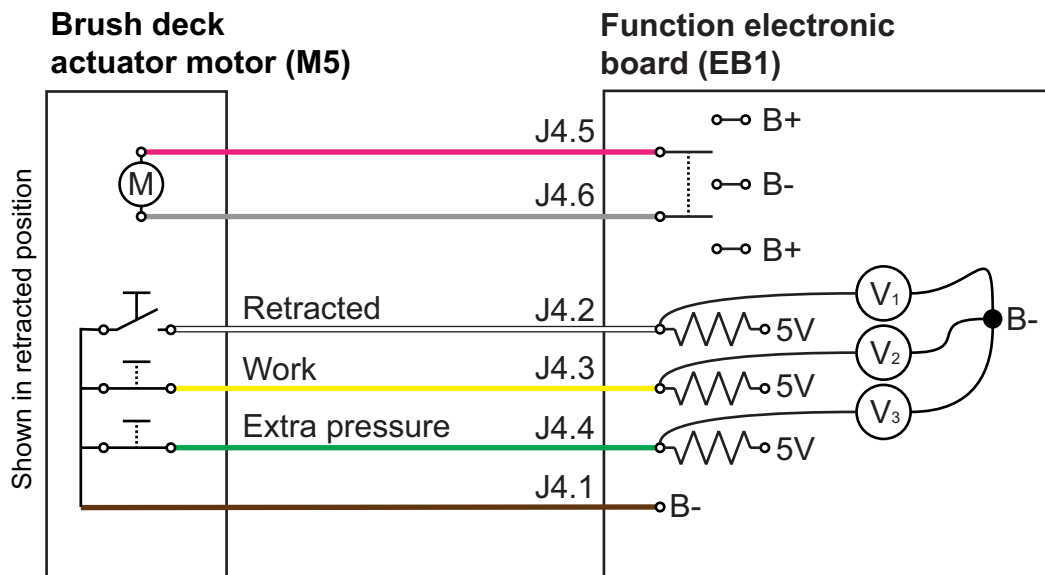 Brush deck
actuator motor (M5)
Function electronic
board (EB1)
J4.5
B+
M
B-
J4.6
B+
Shown in retracted position
Retracted
J4.2
V1
5V
B-
Work
J4.3
V2
5V
Extra pressure
J4.4
V3
5V
J4.1
B-